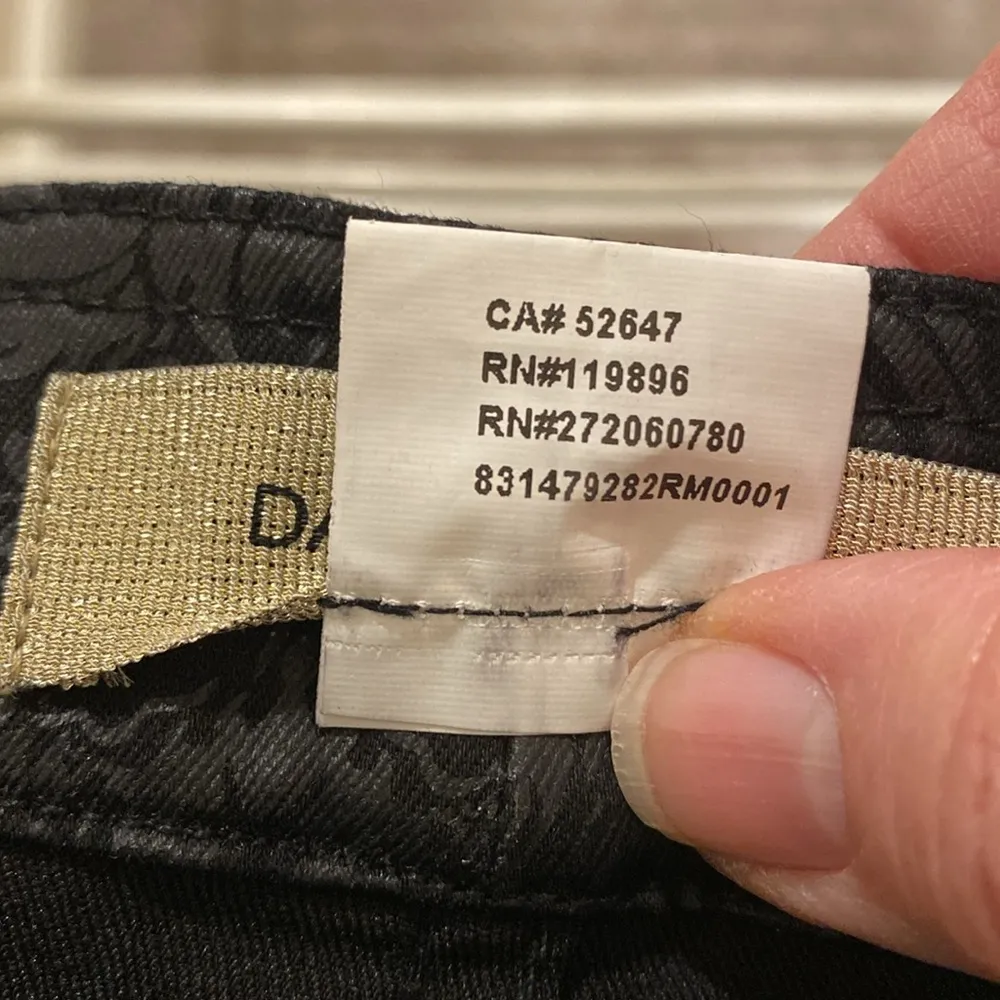 CA# 52647
RN#119896
RN#272060780
831479282RM0001
DA